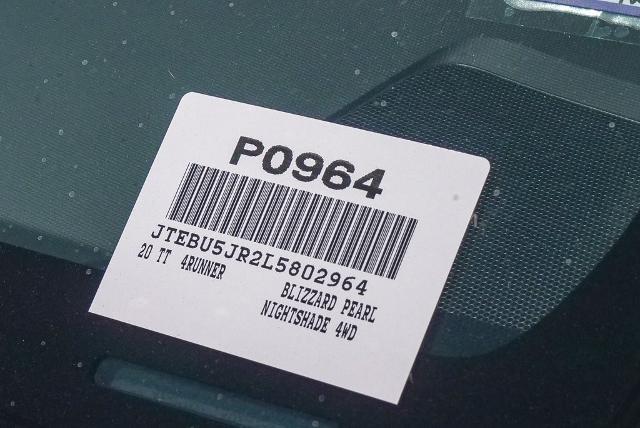 P0964
JTEBU5JR2L5802964
20 TT 4RUNNER
BLIZZARD PEARL
NIGHTSHADE 4WD